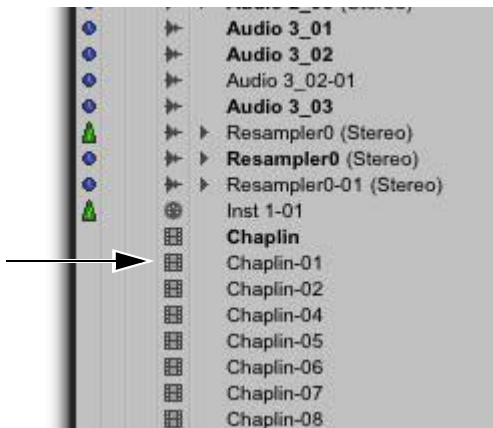 Audio 3_01
Audio 3_02
Audio 3_02-01
Audio 3_03
Resampler0 (Stereo)
Resampler0 (Stereo)
Resampler0-01 (Stereo)
Inst 1-01
Chaplin
Chaplin-01
Chaplin-02
Chaplin-04
Chaplin-05
Chaplin-06
Chaplin-07
Chaplin-08